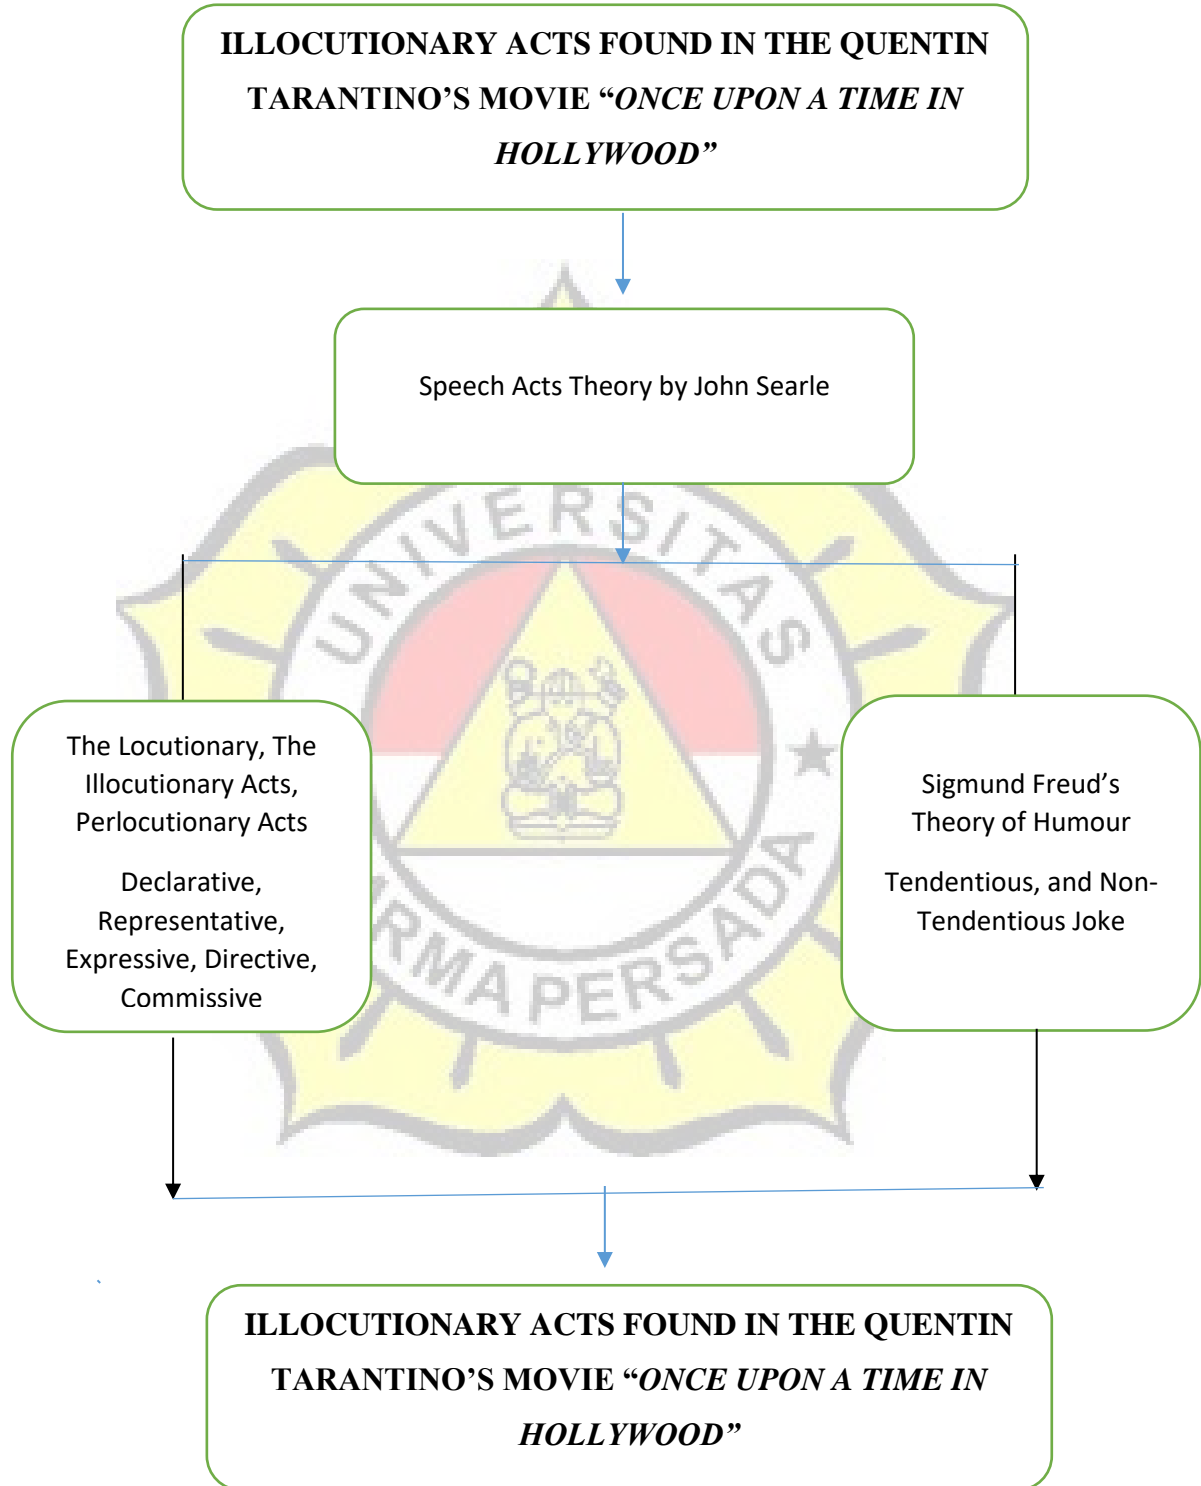 ILLOCUTIONARY ACTS FOUND IN THE QUENTIN
TARANTINO’S MOVIE “ONCE UPON A TIME IN
HOLLYWOOD”
Speech Acts Theory by John Searle
UNIVERSITAS
The Locutionary, The
Illocutionary Acts,
Perlocutionary Acts
Declarative,
Representative,
Expressive, Directive,
Commissive
Sigmund Freud’s
Theory of Humour
Tendentious, and Non-
Tendentious Joke
RMA PERSADA
ILLOCUTIONARY ACTS FOUND IN THE QUENTIN
TARANTINO’S MOVIE “ONCE UPON A TIME IN
HOLLYWOOD”